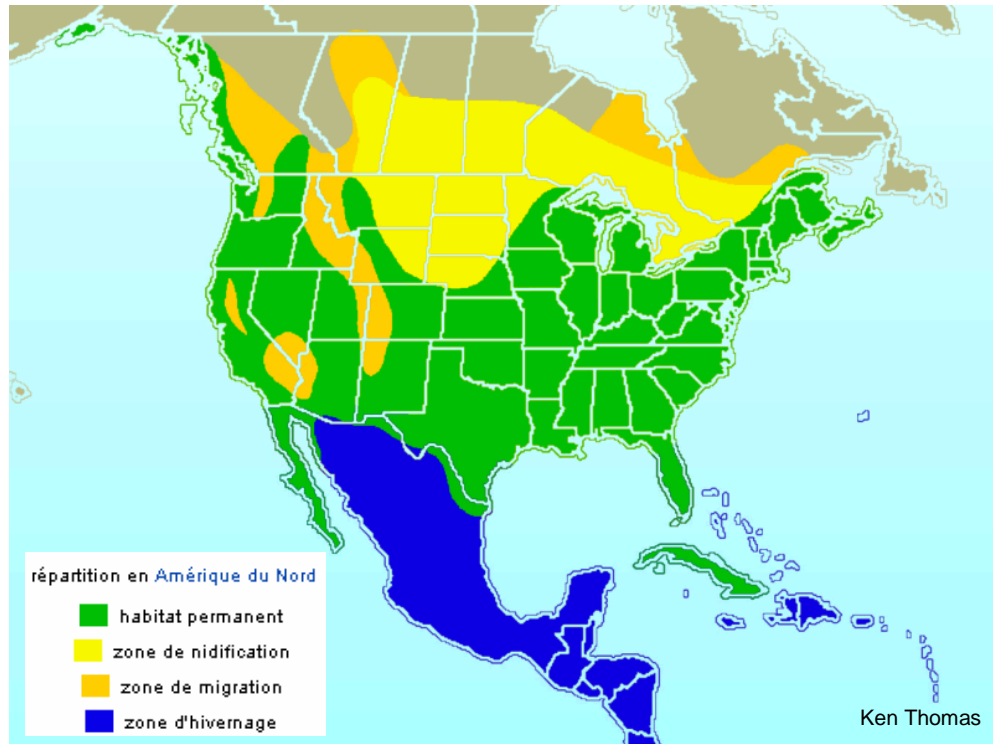 répartition en Amérique du Nord
habitat permanent
zone de nidification
zone de migration
zone d'hivernage
Ken Thomas